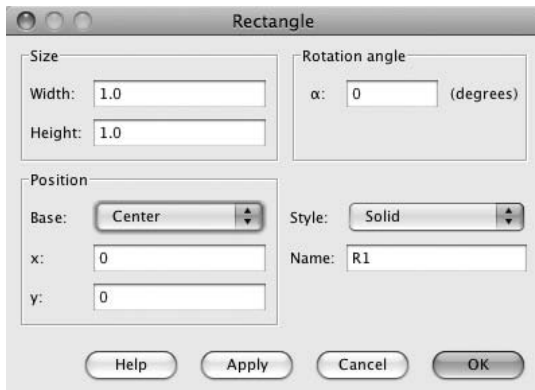 Rectangle
Size
Width: 1.0
Height: 1.0
Rotation angle
α: 0 (degrees)
Position
Base: Center
x: 0
y: 0
Style: Solid
Name: R1
Help Apply Cancel OK